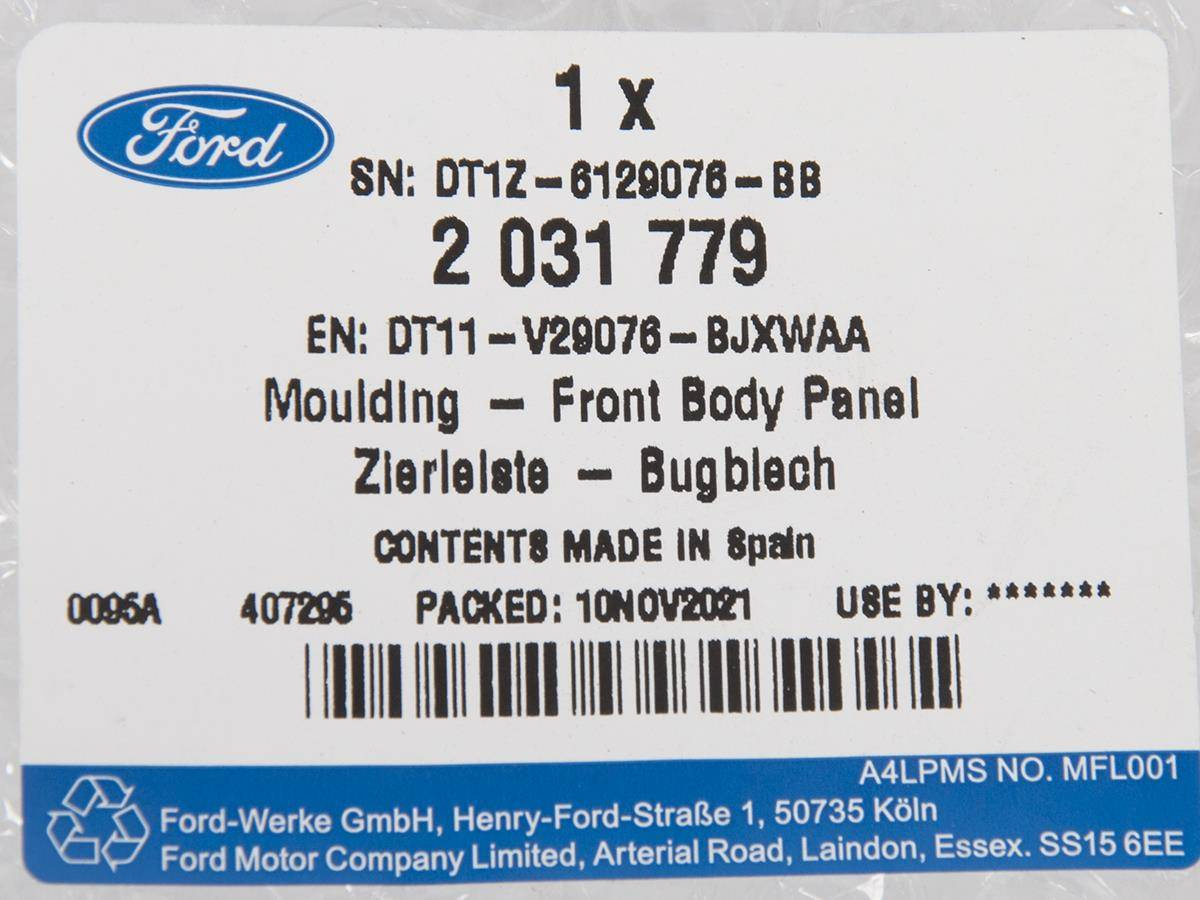 Ford
1 x
SN: DT1Z-6129076-BB
2 031 779
EN: DT11-V29076-BJXWAA
Moulding - Front Body Panel
Zierleiste - Bugblech
CONTENTS MADE IN Spain
0095A 407295 PACKED: 10NOV2021 USE BY: *******
A4LPMS NO. MFL001
Ford-Werke GmbH, Henry-Ford-Straße 1, 50735 Köln
Ford Motor Company Limited, Arterial Road, Laindon, Essex. SS15 6EE